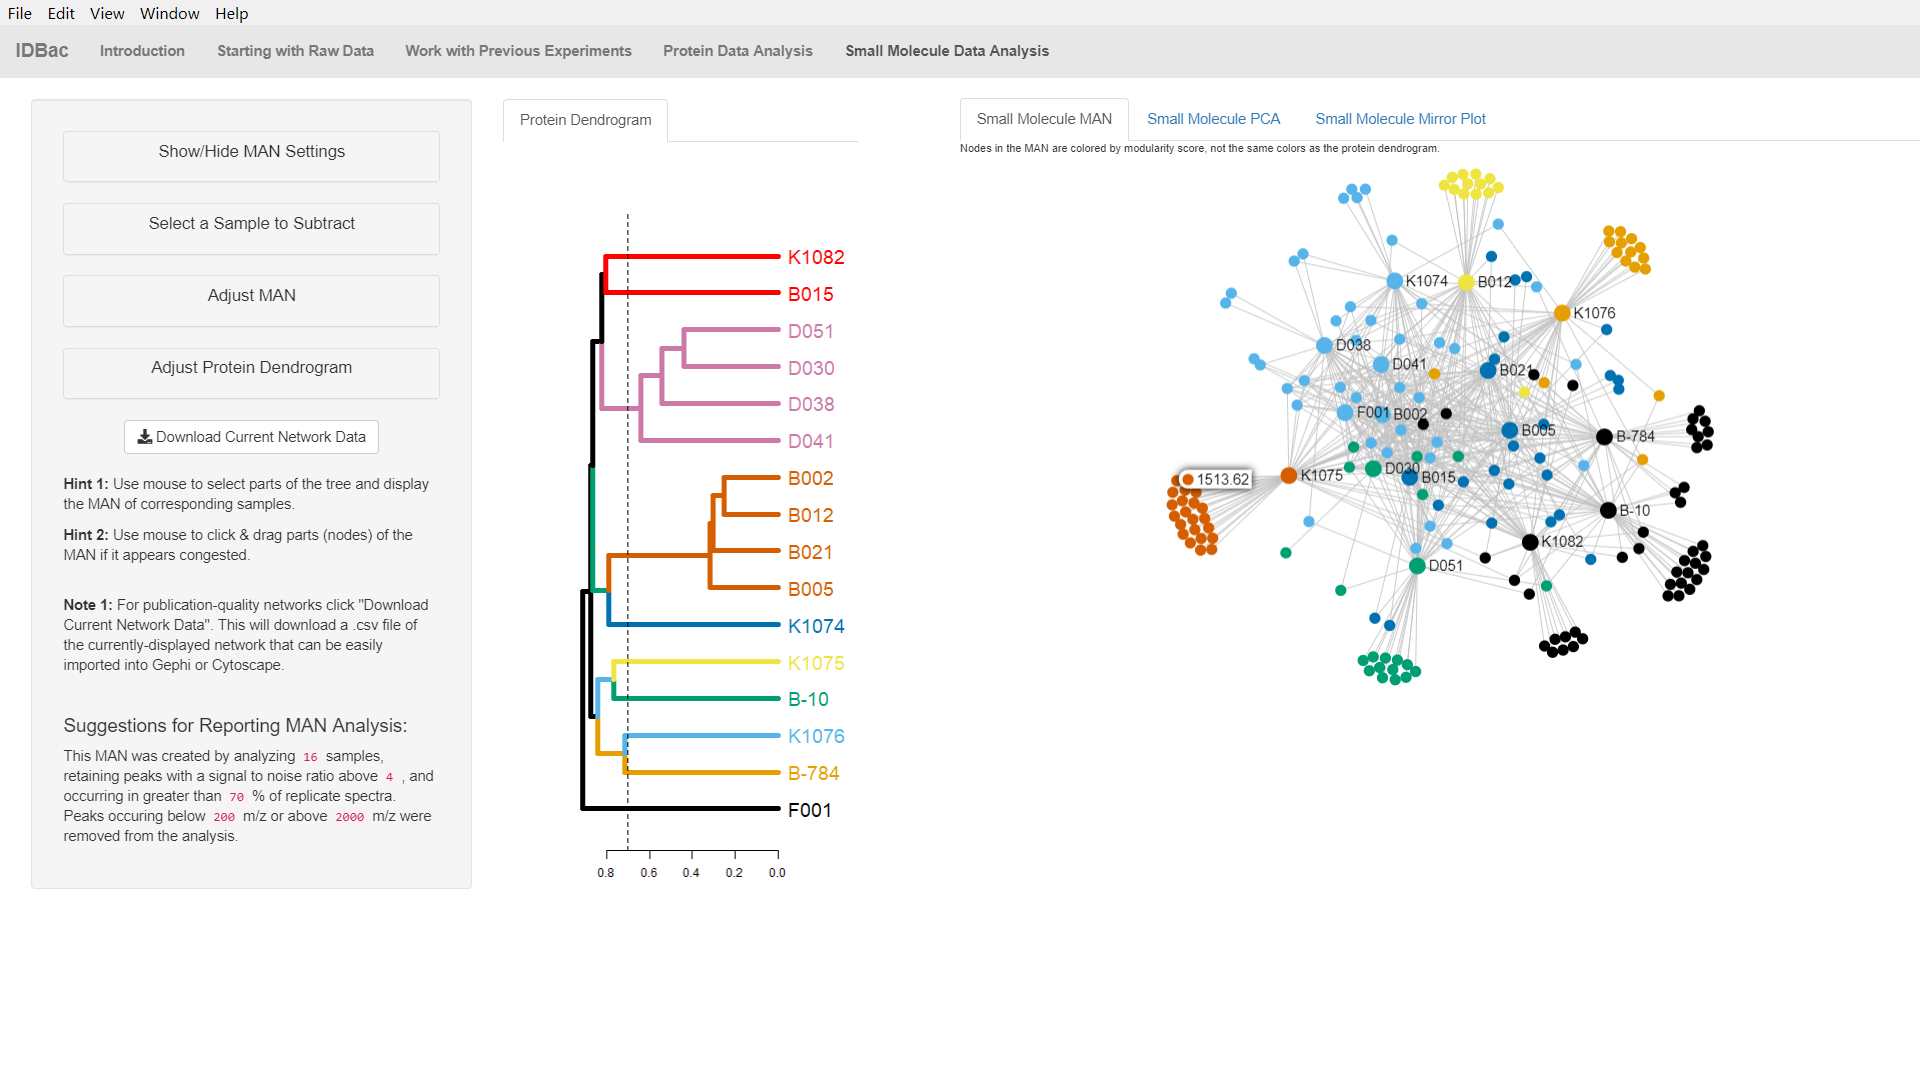 File Edit View Window Help
IDBac Introduction Starting with Raw Data Work with Previous Experiments Protein Data Analysis Small Molecule Data Analysis
Show/Hide MAN Settings
Select a Sample to Subtract
Adjust MAN
Adjust Protein Dendrogram
Download Current Network Data
Hint 1: Use mouse to select parts of the tree and display
the MAN of corresponding samples.
Hint 2: Use mouse to click & drag parts (nodes) of the
MAN if it appears congested.
Note 1: For publication-quality networks click "Download
Current Network Data". This will download a .csv file of
the currently-displayed network that can be easily
imported into Gephi or Cytoscape.
Suggestions for Reporting MAN Analysis:
This MAN was created by analyzing 16 samples,
retaining peaks with a signal to noise ratio above 4 , and
occurring in greater than 70 % of replicate spectra.
Peaks occuring below 200 m/z or above 2000 m/z were
removed from the analysis.
Protein Dendrogram
K1082
B015
D051
D030
D038
D041
B002
B012
B021
B005
K1074
K1075
B-10
K1076
B-784
F001
0.8 0.6 0.4 0.2 0.0
Small Molecule MAN Small Molecule PCA Small Molecule Mirror Plot
Nodes in the MAN are colored by modularity score, not the same colors as the protein dendrogram.
K1074 B012
K1076
D038
D041 B021
F001 B002
B005 B-784
D030
K1075 B015
1513.62
B-10
K1082
D051